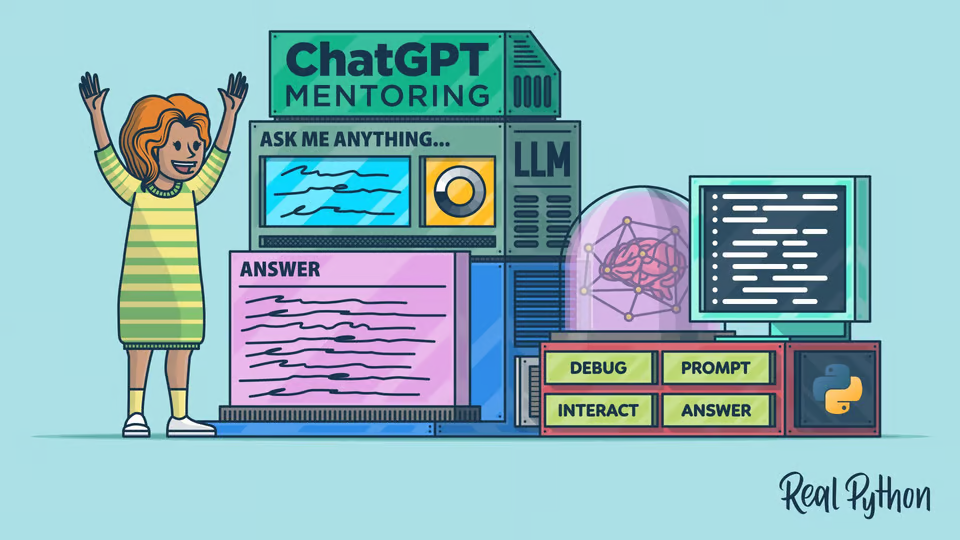 ChatGPT
MENTORING
ASK ME ANYTHING...
LLM
ANSWER
DEBUG
PROMPT
INTERACT
ANSWER
Real Python